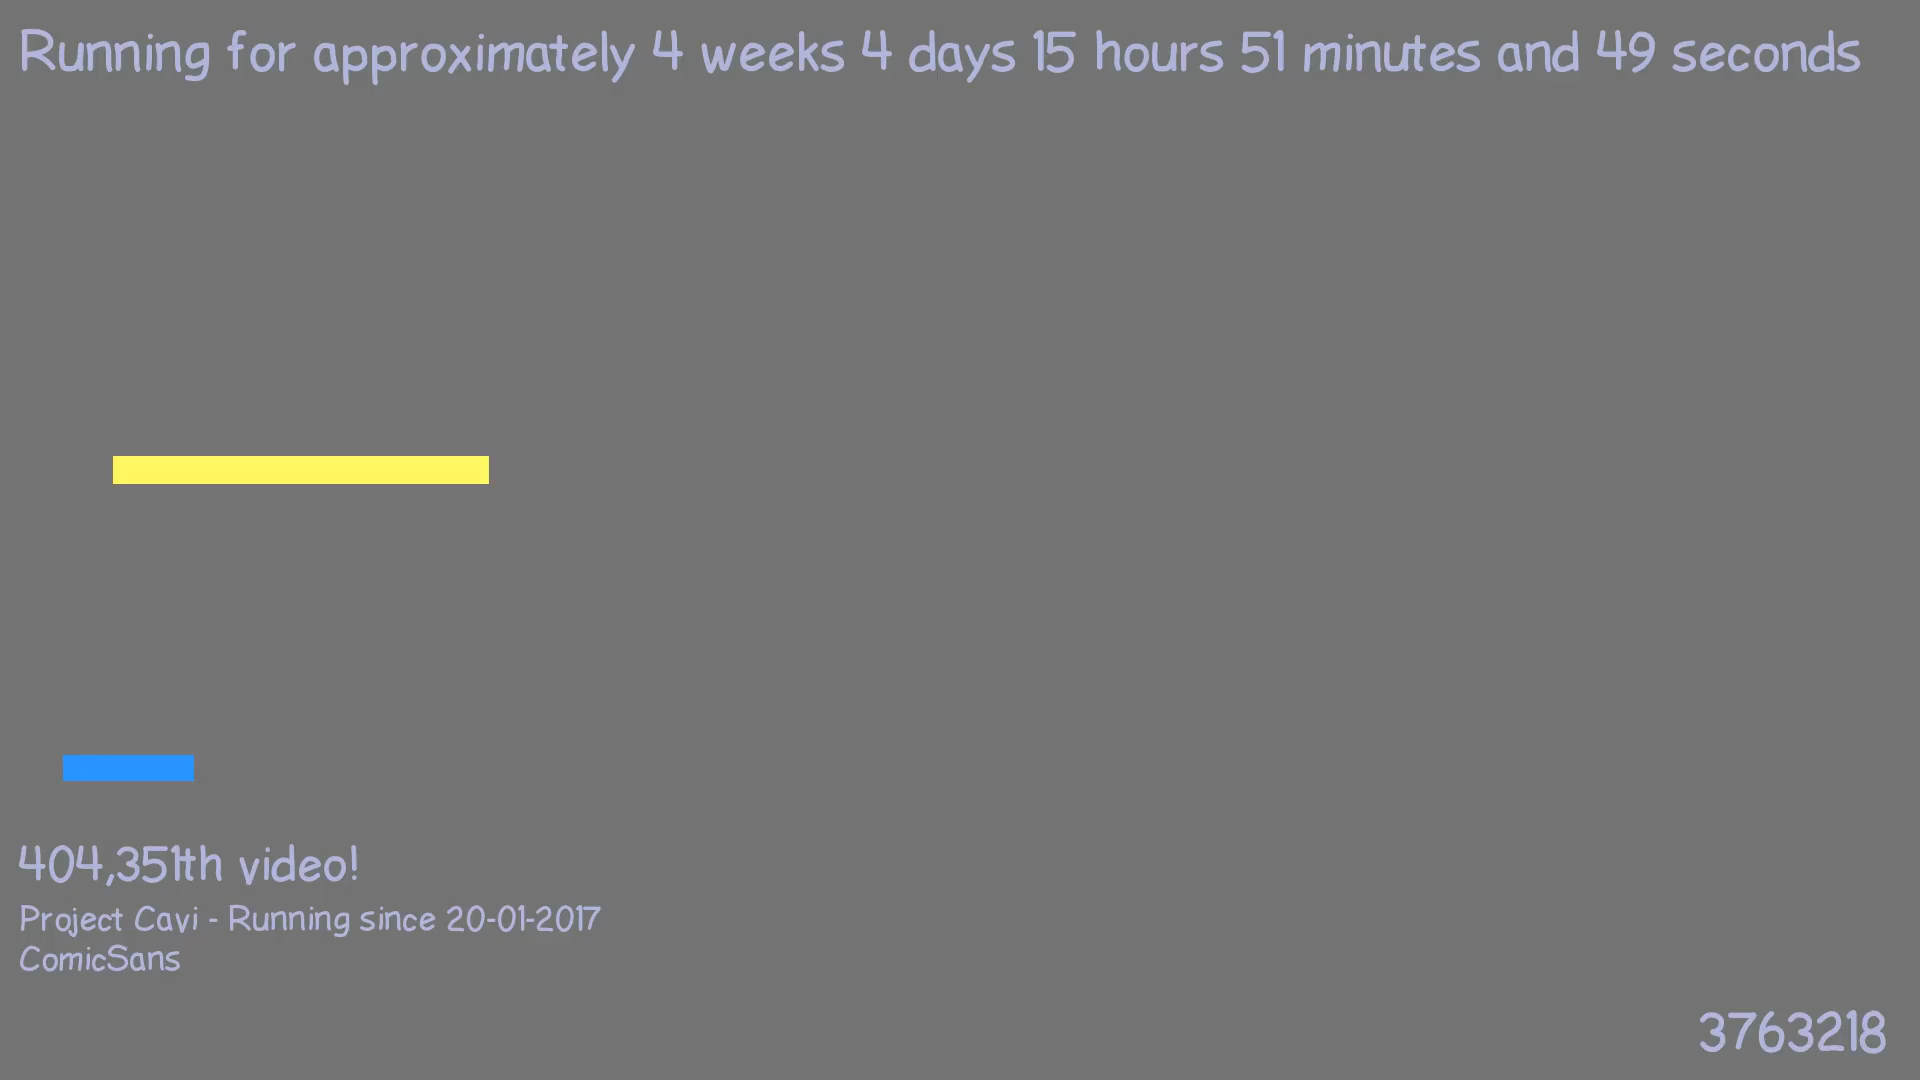 Running for approximately 4 weeks 4 days 15 hours 51 minutes and 49 seconds
404,351th video!
Project Cavi - Running since 20-01-2017
ComicSans
3763218